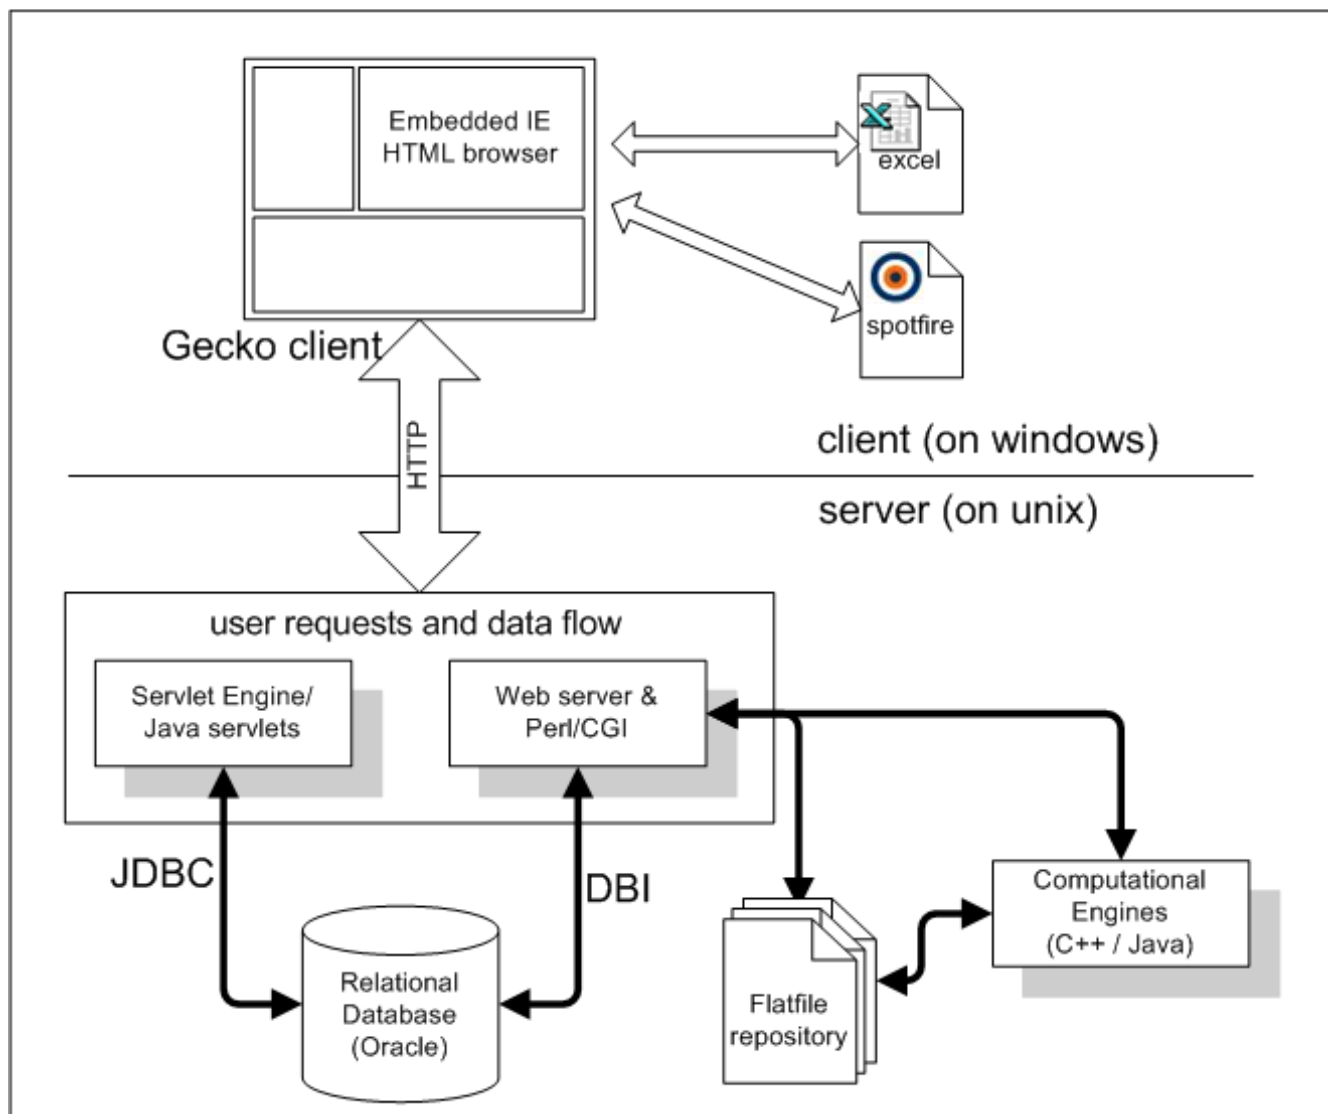 Embedded IE
HTML browser
excel
spotfire
Gecko client
HTTP
client (on windows)
server (on unix)
user requests and data flow
Servlet Engine/
Java servlets
Web server &
Perl/CGI
JDBC
DBI
Relational
Database
(Oracle)
Flatfile
repository
Computational
Engines
(C++ / Java)